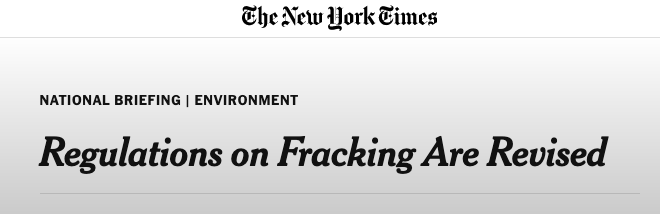 The New York Times
NATIONAL BRIEFING | ENVIRONMENT
Regulations on Fracking Are Revised